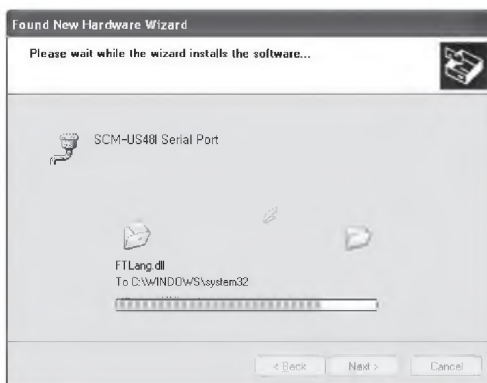 Found New Hardware Wizard
Please wait while the wizard installs the software...
SCM-US48I Serial Port
FTLang.dll
To C:\WINDOWS\system32
< Back
Next >
Cancel